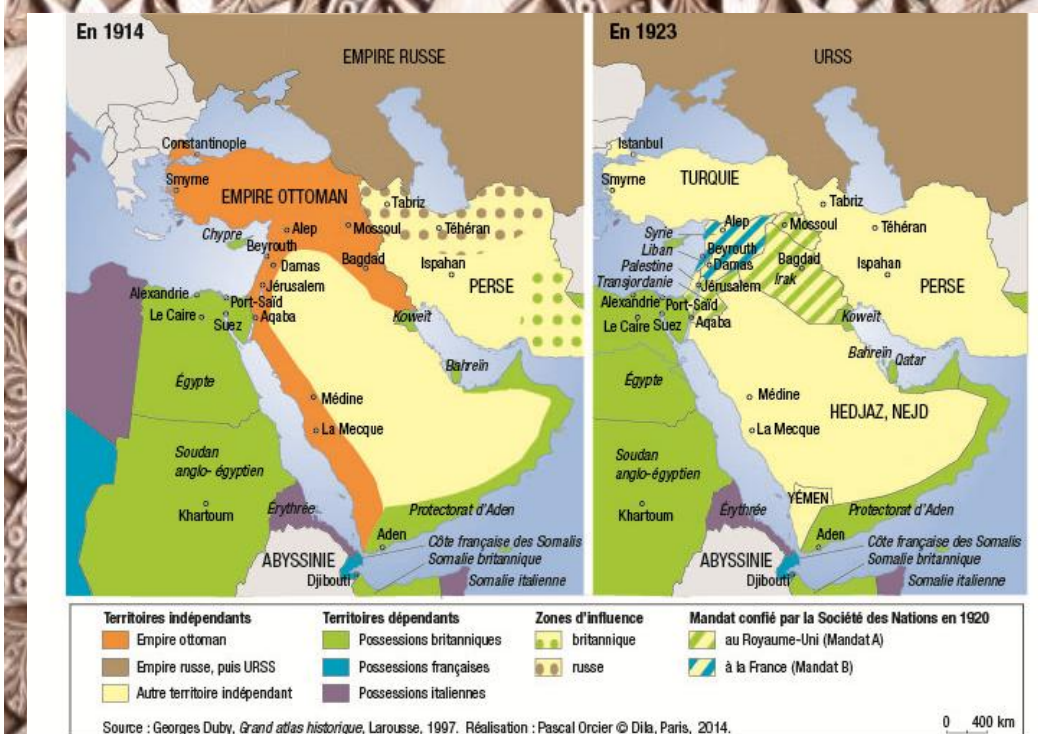 En 1914
EMPIRE RUSSE
Constantinople
Smyrne
EMPIRE OTTOMAN
Tabriz
Chypre
Alep
Mossoul
Téhéran
Beyrouth
Damas
Bagdad
Ispahan
PERSE
Jérusalem
Alexandrie
Port-Saïd
Le Caire
Suez
Aqaba
Koweït
Bahreïn
Égypte
Médine
La Mecque
Soudan
anglo- égyptien
Khartoum
Érythrée
Protectorat d'Aden
Aden
ABYSSINIE
Côte française des Somalis
Somalie britannique
Djibouti
Somalie italienne
En 1923
URSS
Istanbul
Smyrne
TURQUIE
Tabriz
Alep
Mossoul
Téhéran
Syrie
Liban
Beyrouth
Bagdad
Palestine
Damas
Irak
Ispahan
Transjordanie
Jérusalem
PERSE
Alexandrie
Port-Saïd
Le Caire
Suez
Aqaba
Koweït
Bahreïn
Qatar
Égypte
Médine
HEDJAZ, NEJD
La Mecque
Soudan
anglo-égyptien
Khartoum
YÉMEN
Érythrée
Protectorat d'Aden
Aden
ABYSSINIE
Côte française des Somalis
Somalie britannique
Djibouti
Somalie italienne
Territoires indépendants
Empire ottoman
Empire russe, puis URSS
Autre territoire indépendant
Territoires dépendants
Possessions britanniques
Possessions françaises
Possessions italiennes
Zones d'influence
britannique
russe
Mandat confié par la Société des Nations en 1920
au Royaume-Uni (Mandat A)
à la France (Mandat B)
Source : Georges Duby, Grand atlas historique, Larousse, 1997. Réalisation : Pascal Orcier © Dila, Paris, 2014.
0 400 km